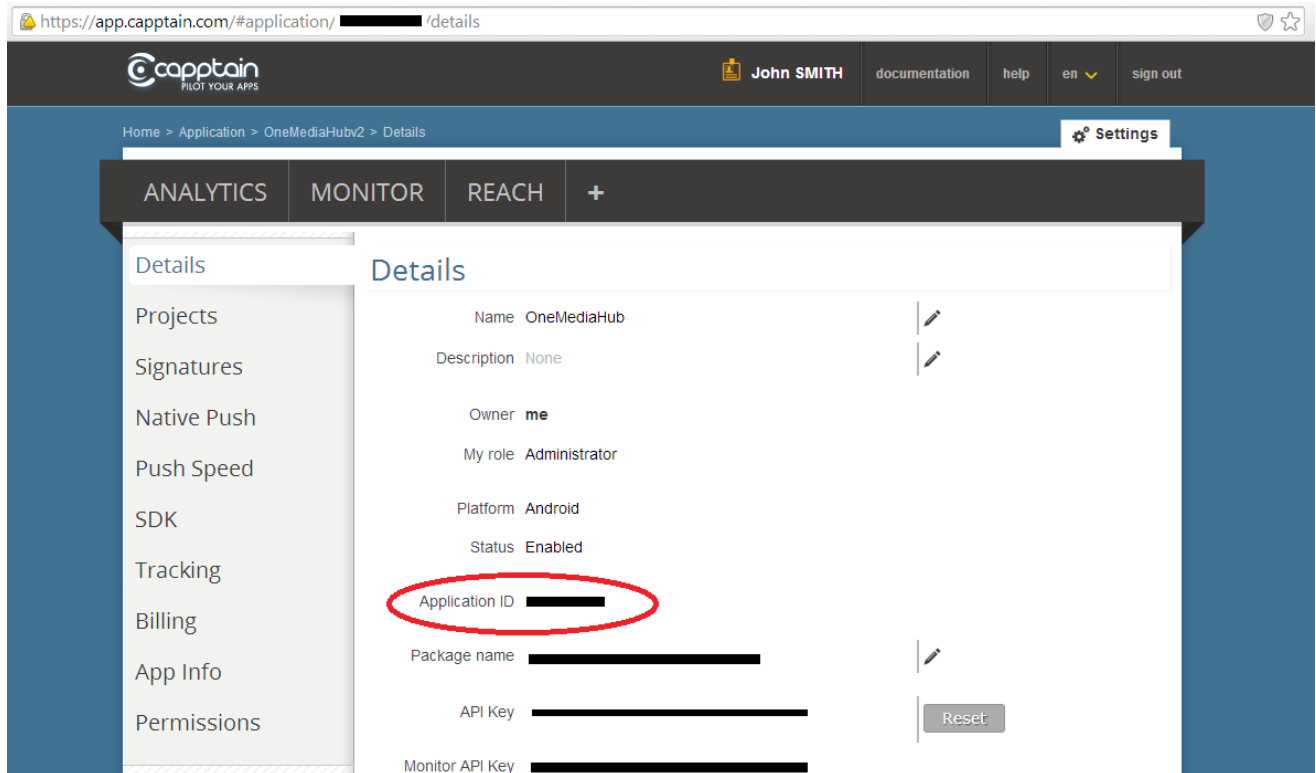 https://app.capptain.com/#application/ /details
capptain
PILOT YOUR APPS
John SMITH documentation help en sign out
Home > Application > OneMediaHubv2 > Details
Settings
ANALYTICS MONITOR REACH +
Details
Projects
Signatures
Native Push
Push Speed
SDK
Tracking
Billing
App Info
Permissions
Details
Name OneMediaHub
Description None
Owner me
My role Administrator
Platform Android
Status Enabled
Application ID
Package name
API Key Reset
Monitor API Key